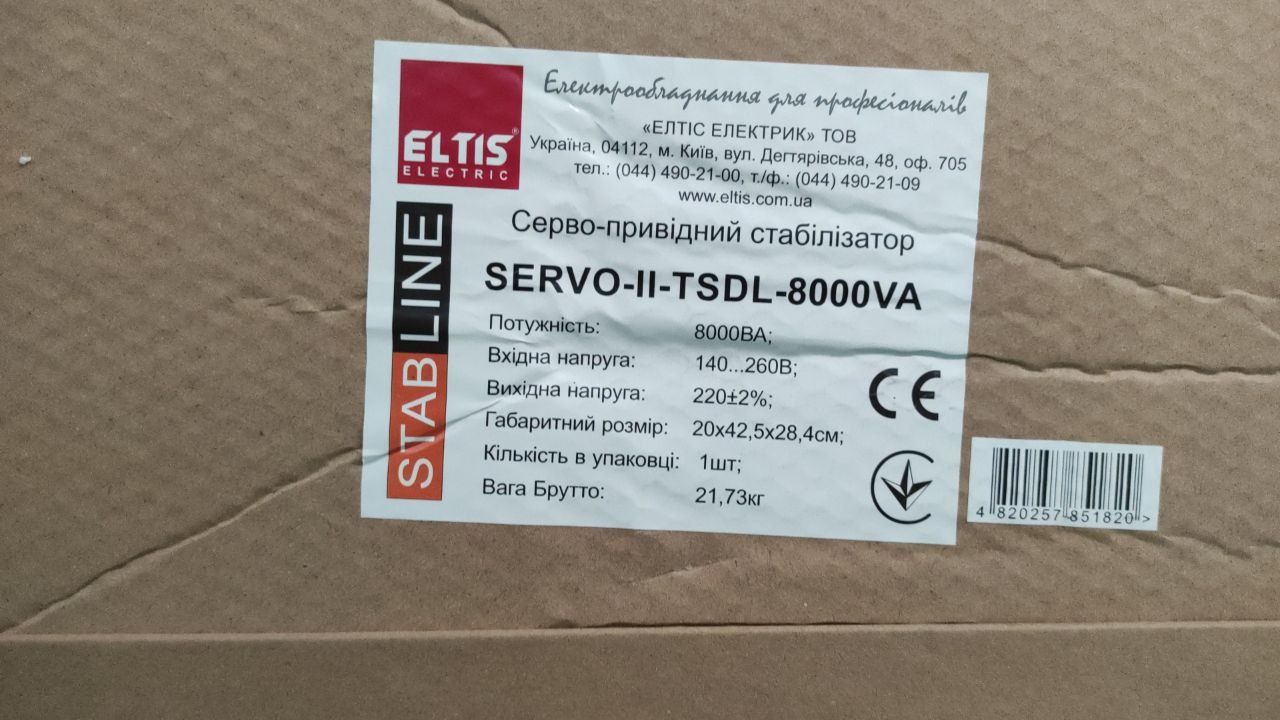 ELTIS®
ELECTRIC
Електрообладнання для професіоналів
«ЕЛТІС ЕЛЕКТРИК» ТОВ
Україна, 04112, м. Київ, вул. Дегтярівська, 48, оф. 705
тел.: (044) 490-21-00, т./ф.: (044) 490-21-09
www.eltis.com.ua
STABLINE
Серво-привідний стабілізатор
SERVO-II-TSDL-8000VA
Потужність: 8000ВА;
Вхідна напруга: 140...260В;
Вихідна напруга: 220±2%;
Габаритний розмір: 20х42,5х28,4см;
Кількість в упаковці: 1шт;
Вага Брутто: 21,73кг
CE
4 820257 851820 >